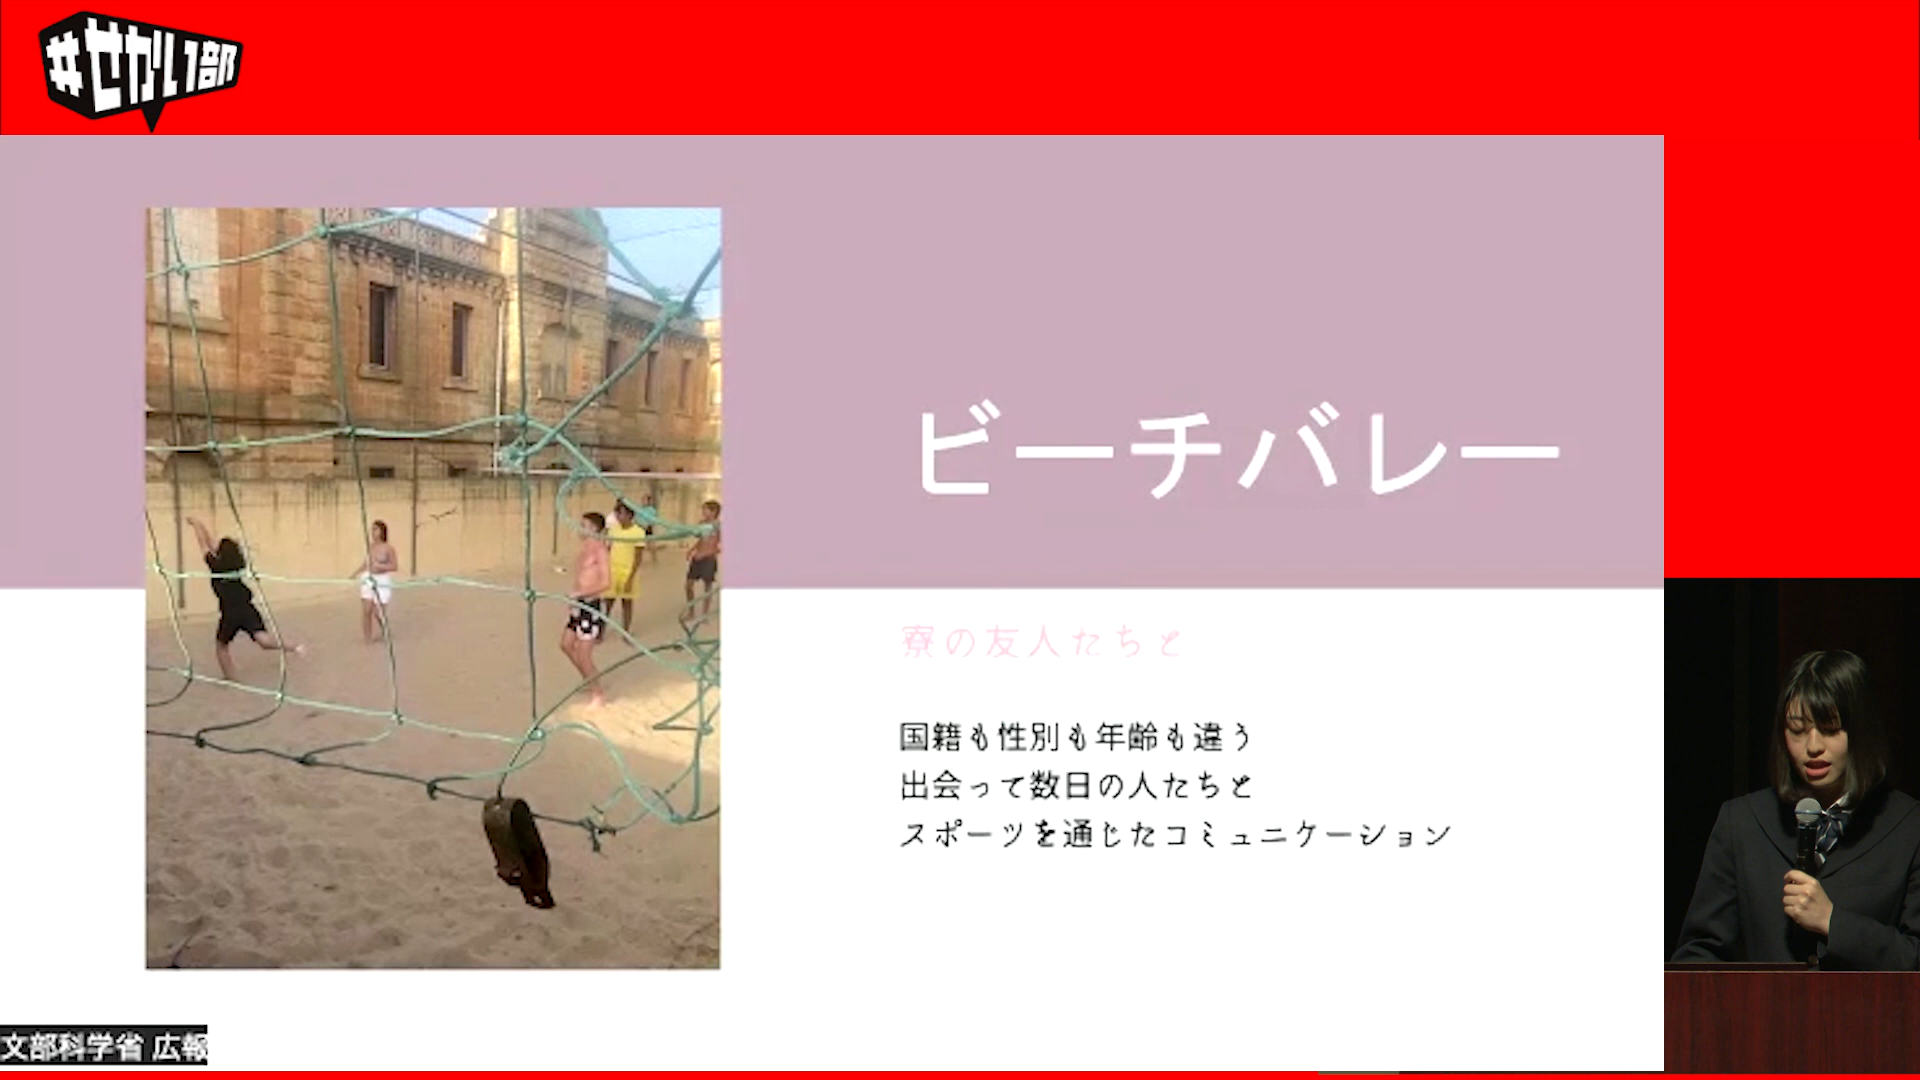 #せかい部
ビーチバレー
寮の友人たちと
国籍も性別も年齢も違う
出会って数日の人たちと
スポーツを通じたコミュニケーション
文部科学省 広報